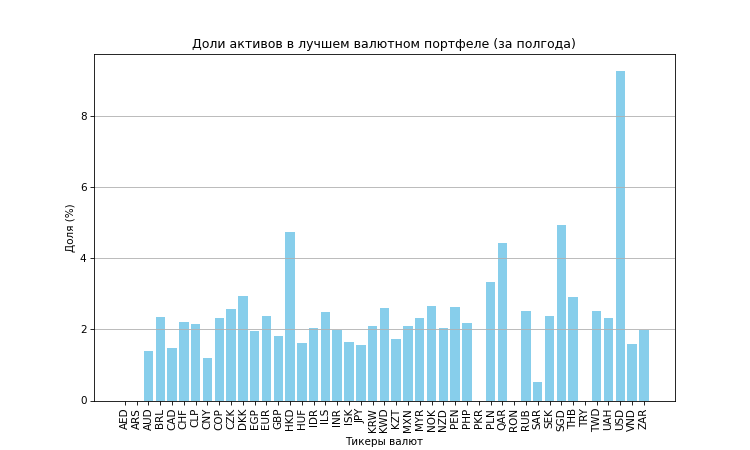 Доли активов в лучшем валютном портфеле (за полгода)
Доля (%)
8
6
4
2
0
AED ARS AUD BRL CAD CHF CLP CNY COP CZK DKK EGP EUR GBP HKD HUF IDR ILS INR ISK JPY KRW KWD KZT MXN MYR NOK NZD PEN PHP PKR PLN QAR RON RUB SAR SEK SGD THB TRY TWD UAH USD VND ZAR
Тикеры валют